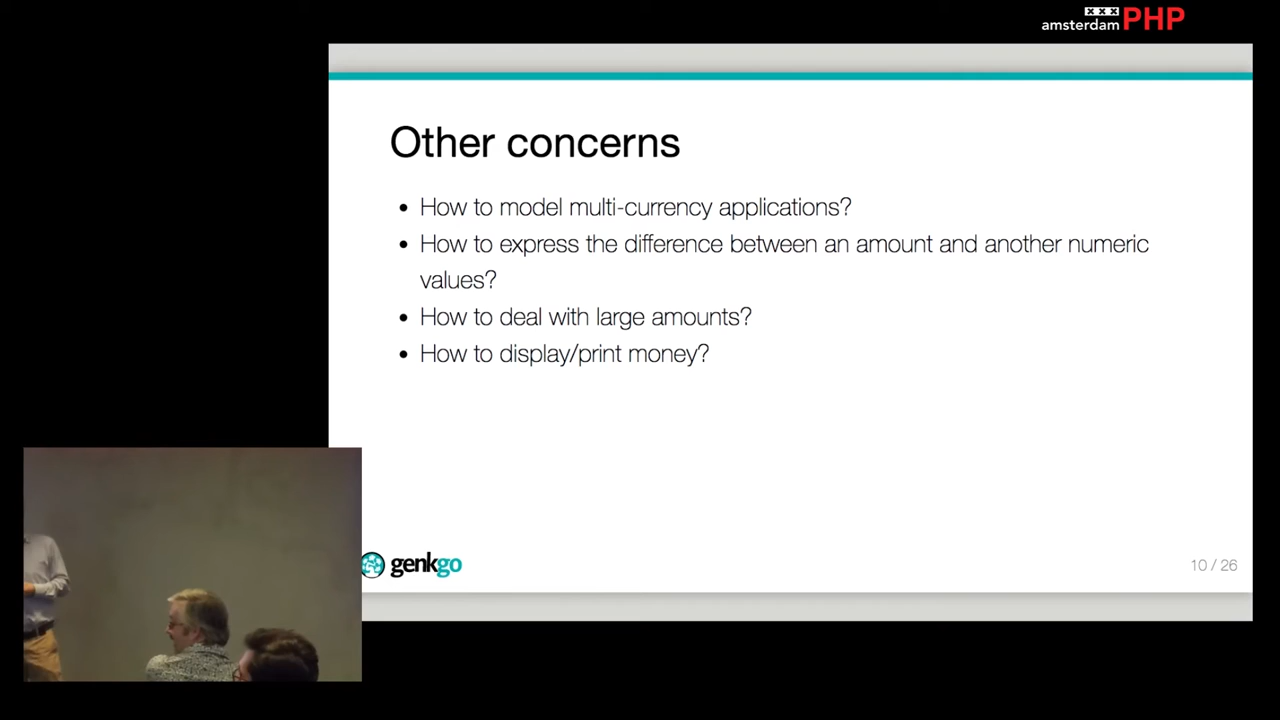 xxx
amsterdamPHP
Other concerns
• How to model multi-currency applications?
• How to express the difference between an amount and another numeric
values?
• How to deal with large amounts?
• How to display/print money?
genkgo
10 / 26